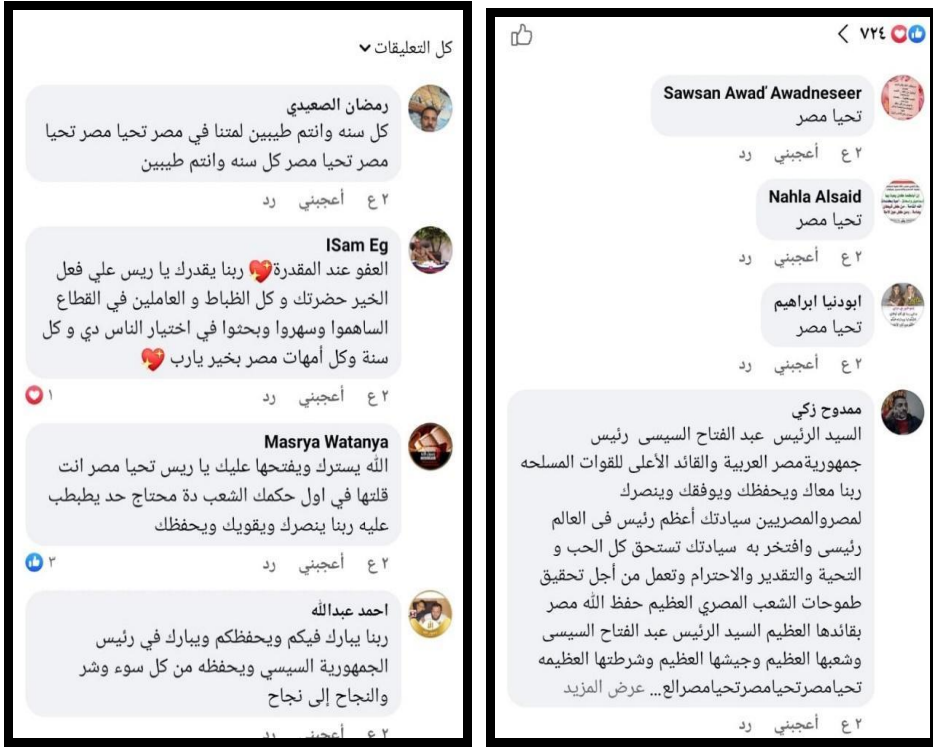 ٧٢٤
Sawsan Awad' Awadneseer
تحيا مصر
٢ ع أعجبني رد
Nahla Alsaid
تحيا مصر
٢ ع أعجبني رد
ابودنيا ابراهيم
تحيا مصر
٢ ع أعجبني رد
ممدوح زكي
السيد الرئيس عبد الفتاح السيسى رئيس
جمهوريةمصر العربية والقائد الأعلى للقوات المسلحه
ربنا معاك ويحفظك ويوفقك وينصرك
لمصروالمصريين سيادتك أعظم رئيس فى العالم
رئيسى وافتخر به سيادتك تستحق كل الحب و
التحية والتقدير والاحترام وتعمل من أجل تحقيق
طموحات الشعب المصري العظيم حفظ الله مصر
بقائدها العظيم السيد الرئيس عبد الفتاح السيسى
وشعبها العظيم وجيشها العظيم وشرطتها العظيمه
تحيامصرتحيامصرتحيامصرالع... عرض المزيد
٢ ع أعجبني رد
كل التعليقات
رمضان الصعيدي
كل سنه وانتم طيبين لمتنا في مصر تحيا مصر تحيا
مصر تحيا مصر كل سنه وانتم طيبين
٢ ع أعجبني رد
ISam Eg
العفو عند المقدرة💖 ربنا يقدرك يا ريس علي فعل
الخير حضرتك و كل الظباط و العاملين في القطاع
الساهموا وسهروا وبحثوا في اختيار الناس دي و كل
سنة وكل أمهات مصر بخير يارب 💖
٢ ع أعجبني رد ١
Masrya Watanya
الله يسترك ويفتحها عليك يا ريس تحيا مصر انت
قلتها في اول حكمك الشعب دة محتاج حد يطبطب
عليه ربنا ينصرك ويقويك ويحفظك
٢ ع أعجبني رد ٣
احمد عبدالله
ربنا يبارك فيكم ويحفظكم ويبارك في رئيس
الجمهورية السيسي ويحفظه من كل سوء وشر
والنجاح إلى نجاح
٢ ع أعجبني رد